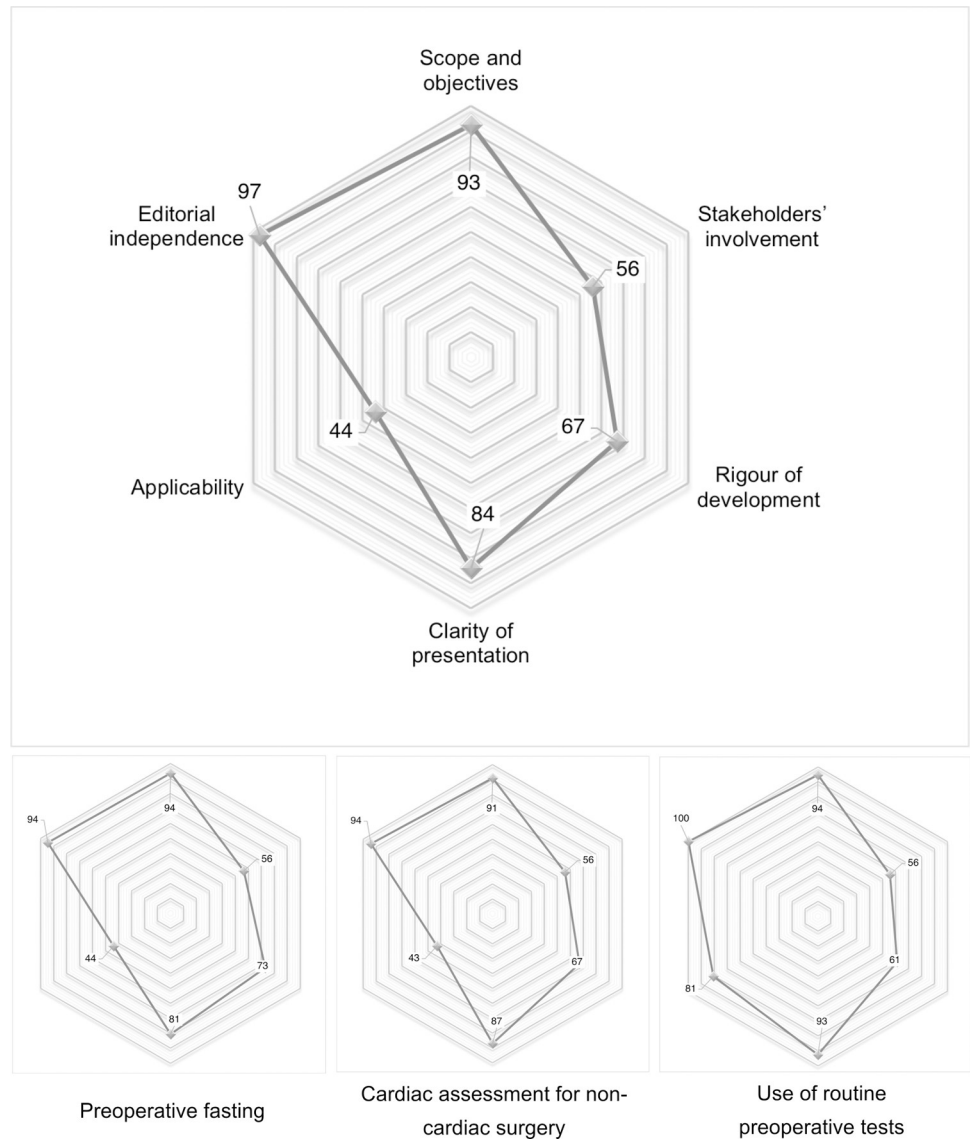 Scope and
objectives
93
97
Editorial
independence
Stakeholders’
involvement
56
44
67
Applicability
Rigour of
development
84
Clarity of
presentation
94
94
56
44
73
81
Preoperative fasting
94
91
56
43
67
87
Cardiac assessment for non-
cardiac surgery
100
94
56
81
61
93
Use of routine
preoperative tests